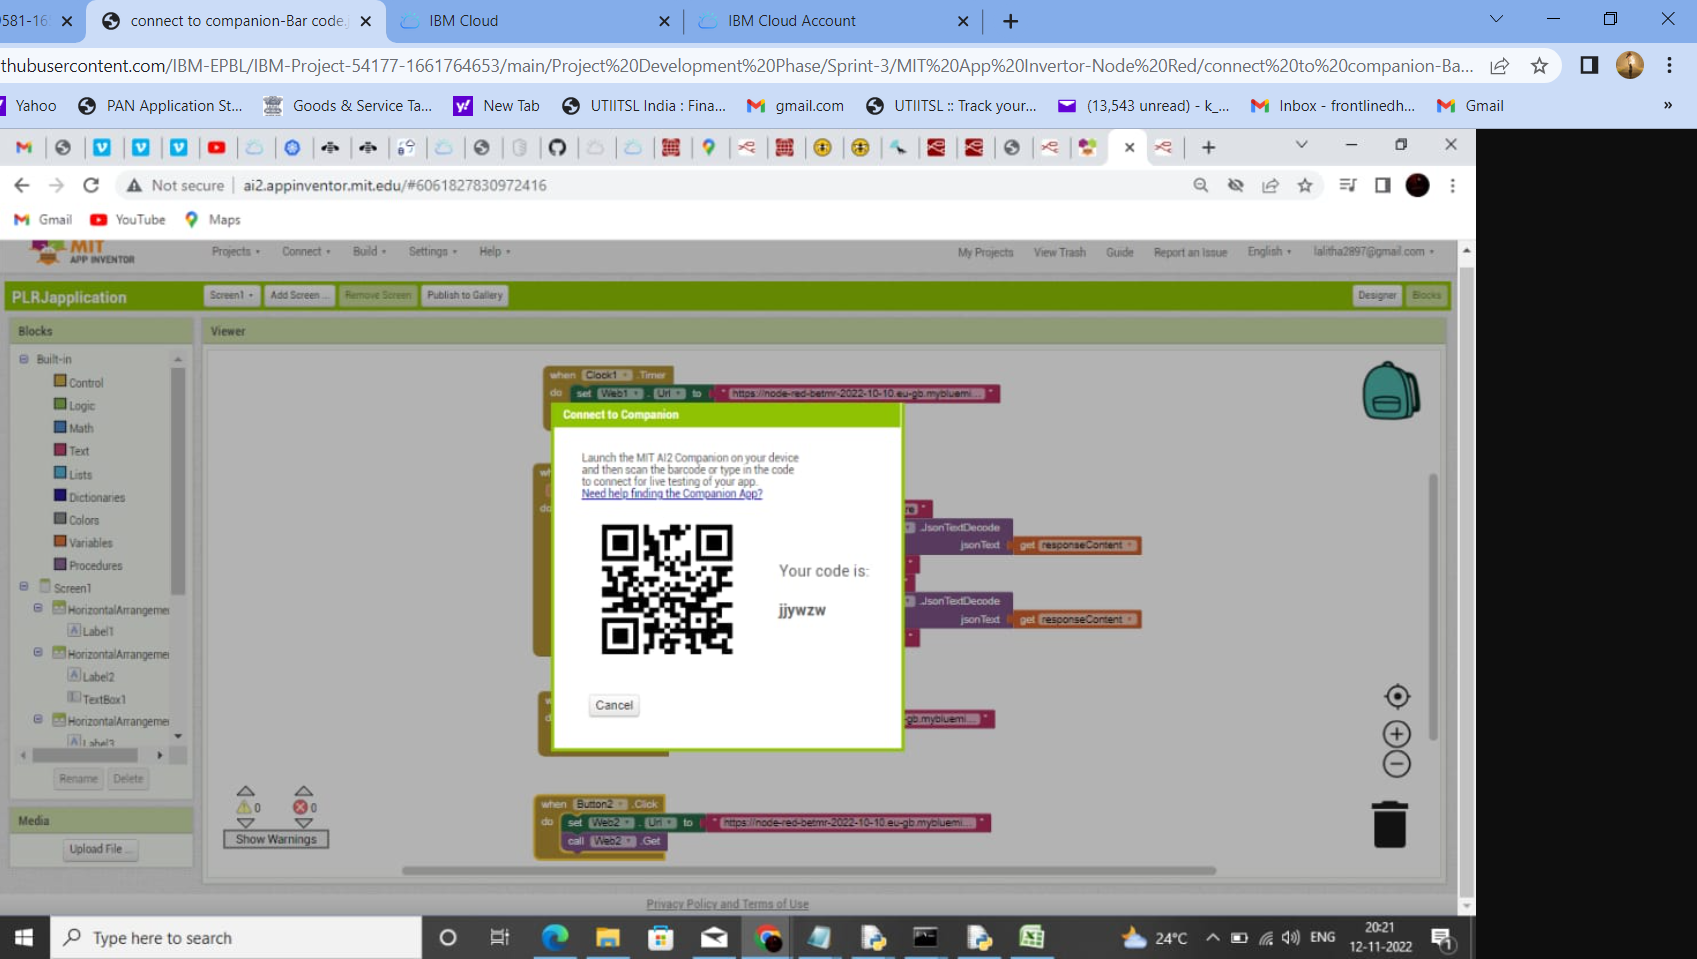 9581-16
connect to companion-Bar code.j
IBM Cloud
IBM Cloud Account
thubusercontent.com/IBM-EPBL/IBM-Project-54177-1661764653/main/Project%20Development%20Phase/Sprint-3/MIT%20App%20Invertor-Node%20Red/connect%20to%20companion-Ba...
Yahoo
PAN Application St...
Goods & Service Ta...
New Tab
UTIITSL India : Fina...
gmail.com
UTIITSL :: Track your...
(13,543 unread) - k_...
Inbox - frontlinedh...
Gmail
»
Not secure
ai2.appinventor.mit.edu/#6061827830972416
Gmail
YouTube
Maps
MIT
APP INVENTOR
Projects
Connect
Build
Settings
Help
My Projects
View Trash
Guide
Report an Issue
English
lalitha2897@gmail.com
PLRJapplication
Screen1
Add Screen ...
Remove Screen
Publish to Gallery
Designer
Blocks
Blocks
Viewer
Built-in
Control
Logic
Math
Text
Lists
Dictionaries
Colors
Variables
Procedures
Screen1
HorizontalArrangemer
Label1
HorizontalArrangemer
Label2
TextBox1
HorizontalArrangemer
Label3
Rename
Delete
Media
Upload File ...
when Clock1 .Timer
do set Web1 . Url to " https://node-red-betmr-2022-10-10.eu-gb.mybluemi... "
Connect to Companion
Launch the MIT AI2 Companion on your device
and then scan the barcode or type in the code
to connect for live testing of your app.
Need help finding the Companion App?
Your code is:
jjywzw
Cancel
do
.JsonTextDecode
jsonText get responseContent
.JsonTextDecode
jsonText get responseContent
-gb.mybluemi... "
when Button2 .Click
do set Web2 . Url to " https://node-red-betmr-2022-10-10.eu-gb.mybluemi... "
call Web2 .Get
0
0
Show Warnings
Privacy Policy and Terms of Use
Type here to search
24°C
ENG
20:21
12-11-2022
1